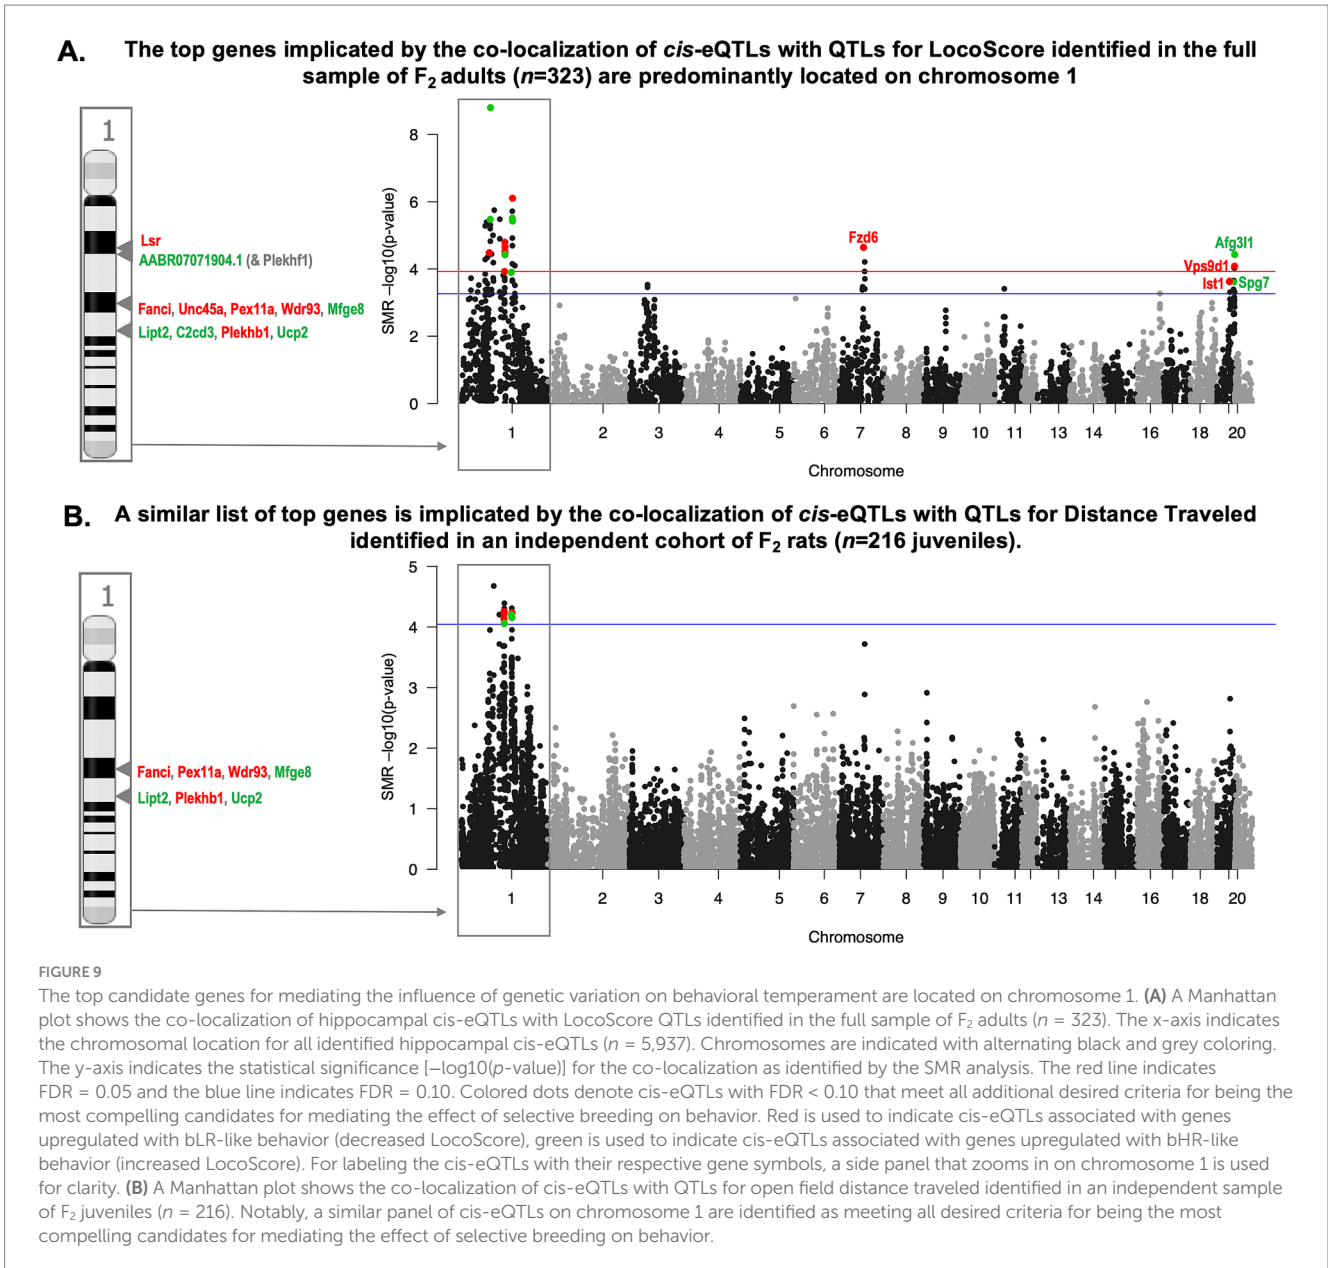 A. The top genes implicated by the co-localization of cis-eQTLs with QTLs for LocoScore identified in the full
sample of F2 adults (n=323) are predominantly located on chromosome 1
1
Lsr
AABR07071904.1 (& Plekhf1)
Fanci, Unc45a, Pex11a, Wdr93, Mfge8
Lipt2, C2cd3, Plekhb1, Ucp2
SMR –log10(p-value)
8
6
4
2
0
Fzd6
Afg3l1
Vps9d1
Ist1
Spg7
1 2 3 4 5 6 7 8 9 10 11 13 14 16 18 20
Chromosome
B. A similar list of top genes is implicated by the co-localization of cis-eQTLs with QTLs for Distance Traveled
identified in an independent cohort of F2 rats (n=216 juveniles).
1
Fanci, Pex11a, Wdr93, Mfge8
Lipt2, Plekhb1, Ucp2
SMR –log10(p-value)
5
4
3
2
1
0
1 2 3 4 5 6 7 8 9 10 11 13 14 16 18 20
Chromosome
FIGURE 9
The top candidate genes for mediating the influence of genetic variation on behavioral temperament are located on chromosome 1. (A) A Manhattan
plot shows the co-localization of hippocampal cis-eQTLs with LocoScore QTLs identified in the full sample of F2 adults (n = 323). The x-axis indicates
the chromosomal location for all identified hippocampal cis-eQTLs (n = 5,937). Chromosomes are indicated with alternating black and grey coloring.
The y-axis indicates the statistical significance [−log10(p-value)] for the co-localization as identified by the SMR analysis. The red line indicates
FDR = 0.05 and the blue line indicates FDR = 0.10. Colored dots denote cis-eQTLs with FDR < 0.10 that meet all additional desired criteria for being the
most compelling candidates for mediating the effect of selective breeding on behavior. Red is used to indicate cis-eQTLs associated with genes
upregulated with bLR-like behavior (decreased LocoScore), green is used to indicate cis-eQTLs associated with genes upregulated with bHR-like
behavior (increased LocoScore). For labeling the cis-eQTLs with their respective gene symbols, a side panel that zooms in on chromosome 1 is used
for clarity. (B) A Manhattan plot shows the co-localization of cis-eQTLs with QTLs for open field distance traveled identified in an independent sample
of F2 juveniles (n = 216). Notably, a similar panel of cis-eQTLs on chromosome 1 are identified as meeting all desired criteria for being the most
compelling candidates for mediating the effect of selective breeding on behavior.